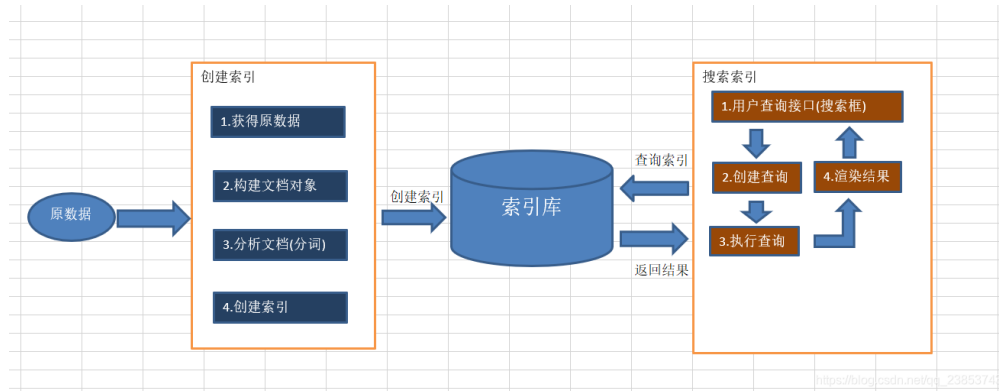 原数据
创建索引
1.获得原数据
2.构建文档对象
3.分析文档(分词)
4.创建索引
创建索引
索引库
查询索引
返回结果
搜索索引
1.用户查询接口(搜索框)
2.创建查询
4.渲染结果
3.执行查询